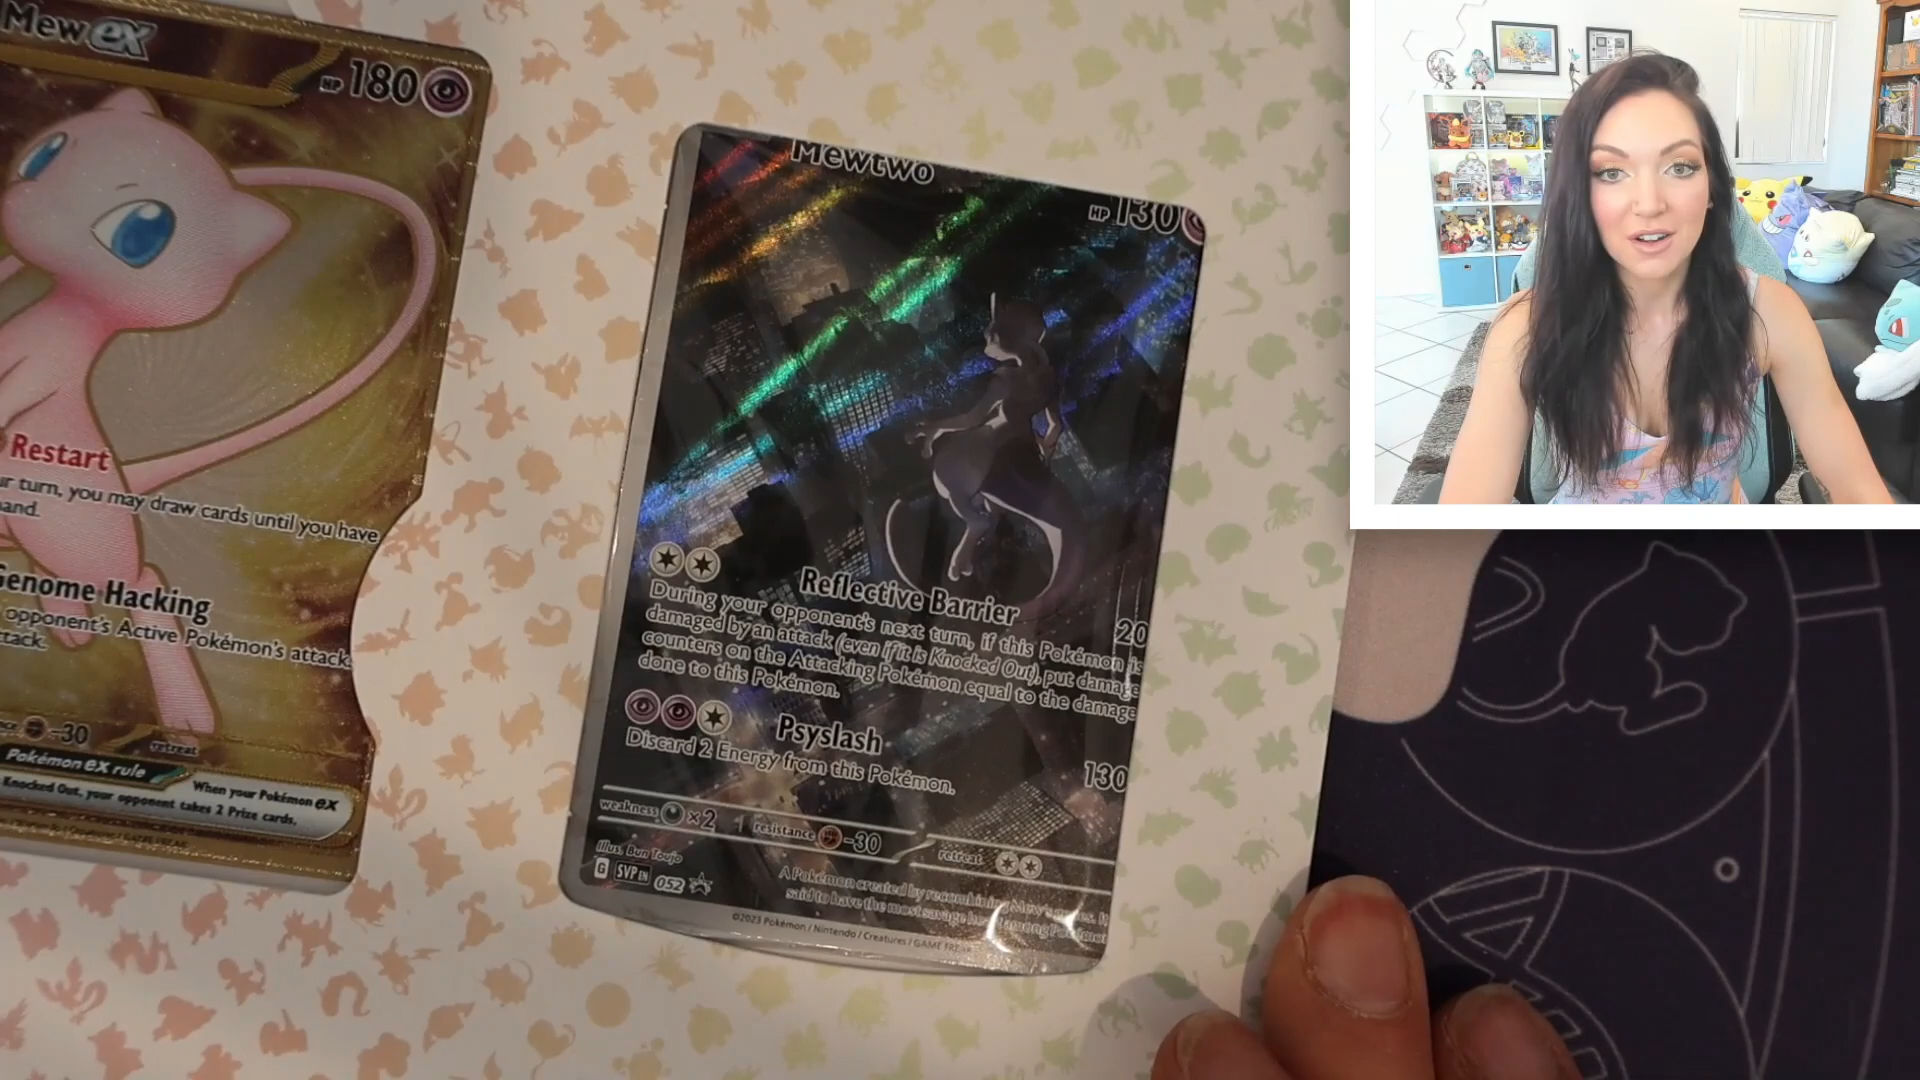 Mew ex
HP 180
Restart
ur turn, you may draw cards until you have
and.
Genome Hacking
opponent's Active Pokémon's attack
ttack.
-30
retreat
Pokémon ex rule
When your Pokémon ex
Knocked Out, your opponent takes 2 Prize cards.
Mewtwo
HP 130
Reflective Barrier
20
During your opponent's next turn, if this Pokémon is
damaged by an attack (even if it is Knocked Out), put damage
counters on the Attacking Pokémon equal to the damage
done to this Pokémon.
Psyslash
130
Discard 2 Energy from this Pokémon.
weakness ×2
resistance -30
retreat
Illus. Bun Toujo
G SVP EN 052
A Pokémon created by recombining Mew's genes. It
said to have the most savage heart among Pokémon
©2023 Pokémon / Nintendo / Creatures / GAME FRE